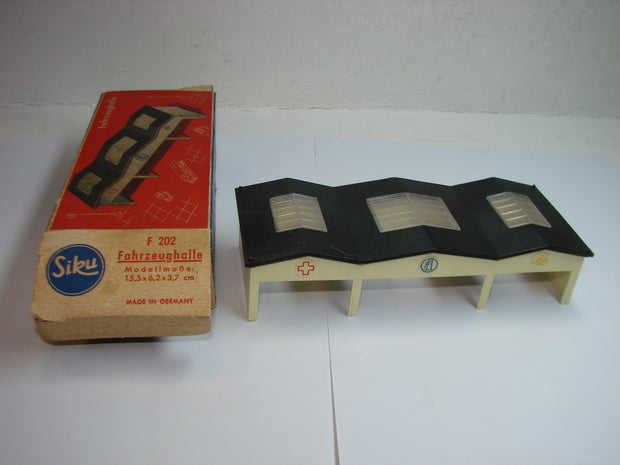 Fahrzeughalle
Siku
F 202
Fahrzeughalle
Modellmaße:
15,5x6,2x3,7 cm
MADE IN GERMANY